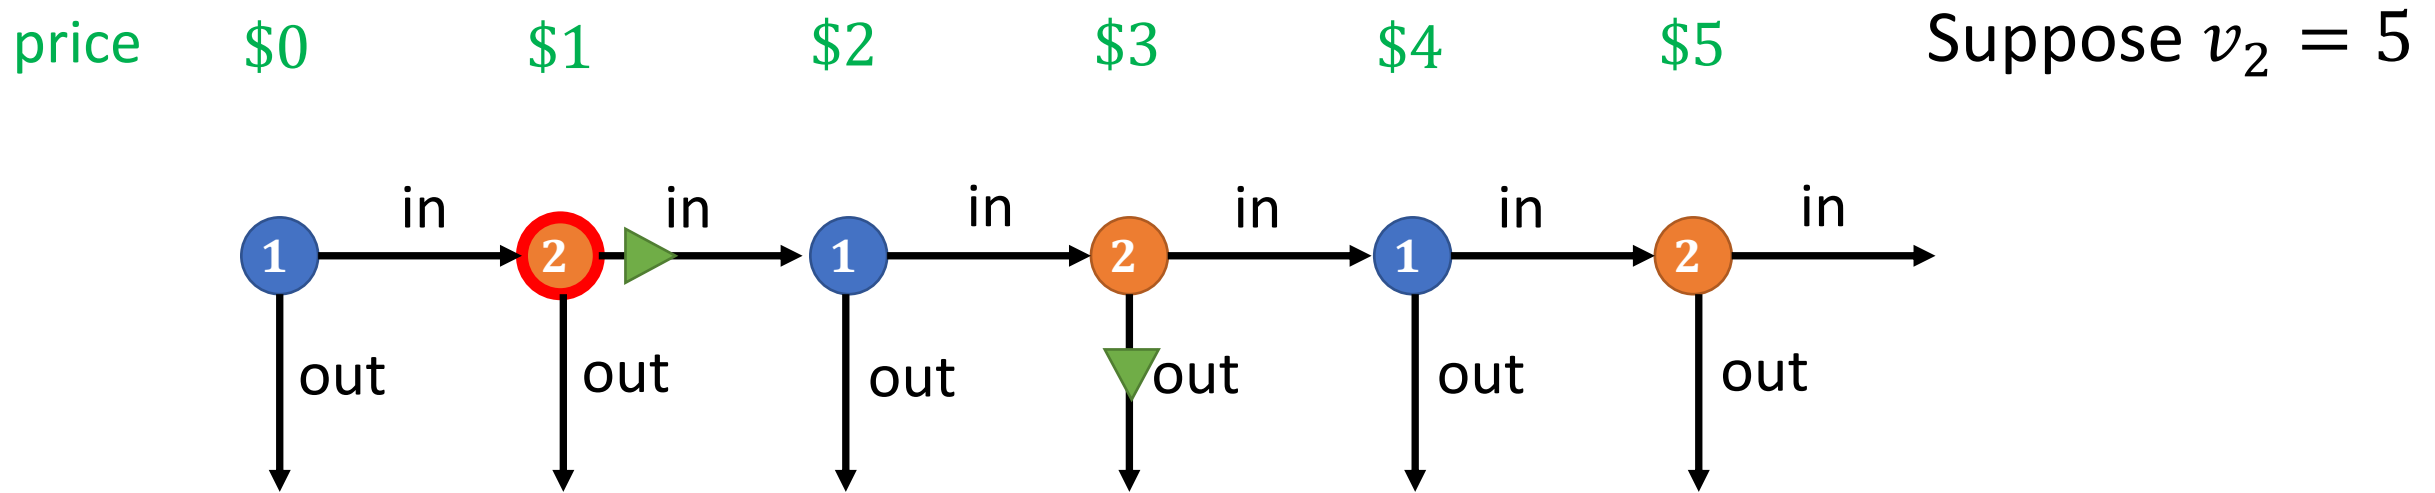 price $0 $1 $2 $3 $4 $5 Suppose v₂ = 5
in in in in in in
1 2 1 2 1 2
out out out out out out